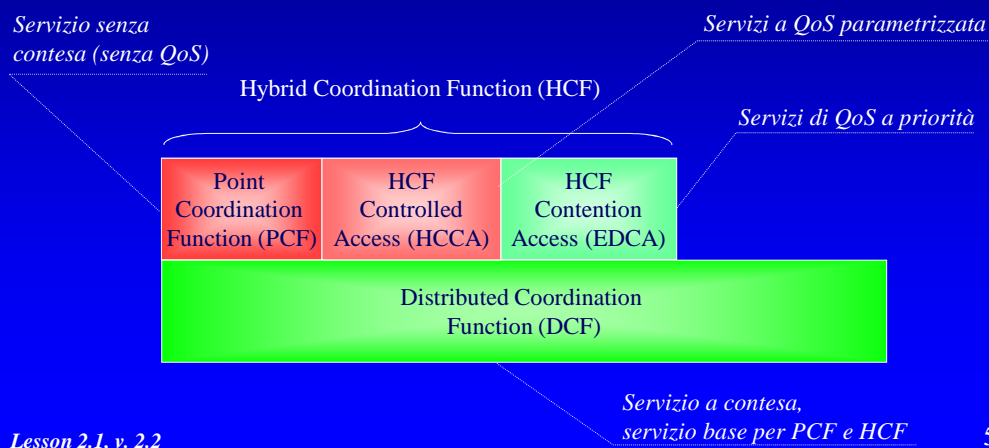 Servizio senza
contesa (senza QoS)
Servizi a QoS parametrizzata
Hybrid Coordination Function (HCF)
Servizi di QoS a priorità
Point
Coordination
Function (PCF)
HCF
Controlled
Access (HCCA)
HCF
Contention
Access (EDCA)
Distributed Coordination
Function (DCF)
Servizio a contesa,
servizio base per PCF e HCF
Lesson 2.1, v. 2.2